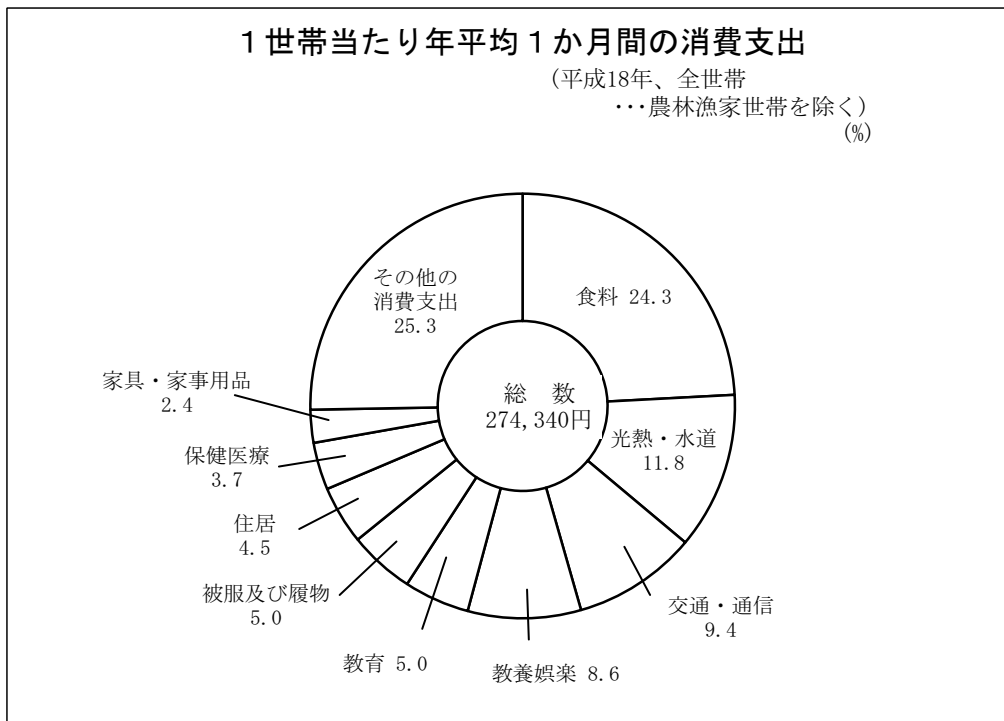 １世帯当たり年平均１か月間の消費支出
(平成18年、全世帯
・・・農林漁家世帯を除く)
(%)
その他の
消費支出
25.3
食料 24.3
家具・家事用品
2.4
総　数
274,340円
光熱・水道
11.8
保健医療
3.7
住居
4.5
被服及び履物
5.0
交通・通信
9.4
教育 5.0
教養娯楽 8.6